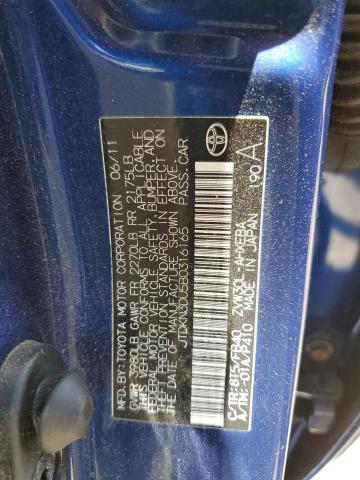 MFD. BY: TOYOTA MOTOR CORPORATION 06/11
GVWR 3980LB GAWR FR 2270LB RR 2175LB
THIS VEHICLE CONFORMS TO ALL APPLICABLE
FEDERAL MOTOR VEHICLE SAFETY, BUMPER, AND
THEFT PREVENTION STANDARDS IN EFFECT ON
THE DATE OF MANUFACTURE SHOWN ABOVE.
JTDKN3DU5B0316165 PASS. CAR
C/TR: 8T5/FB40 ZVW30L-AHXEBA
A/TM: -01A/P410 MADE IN JAPAN
90A